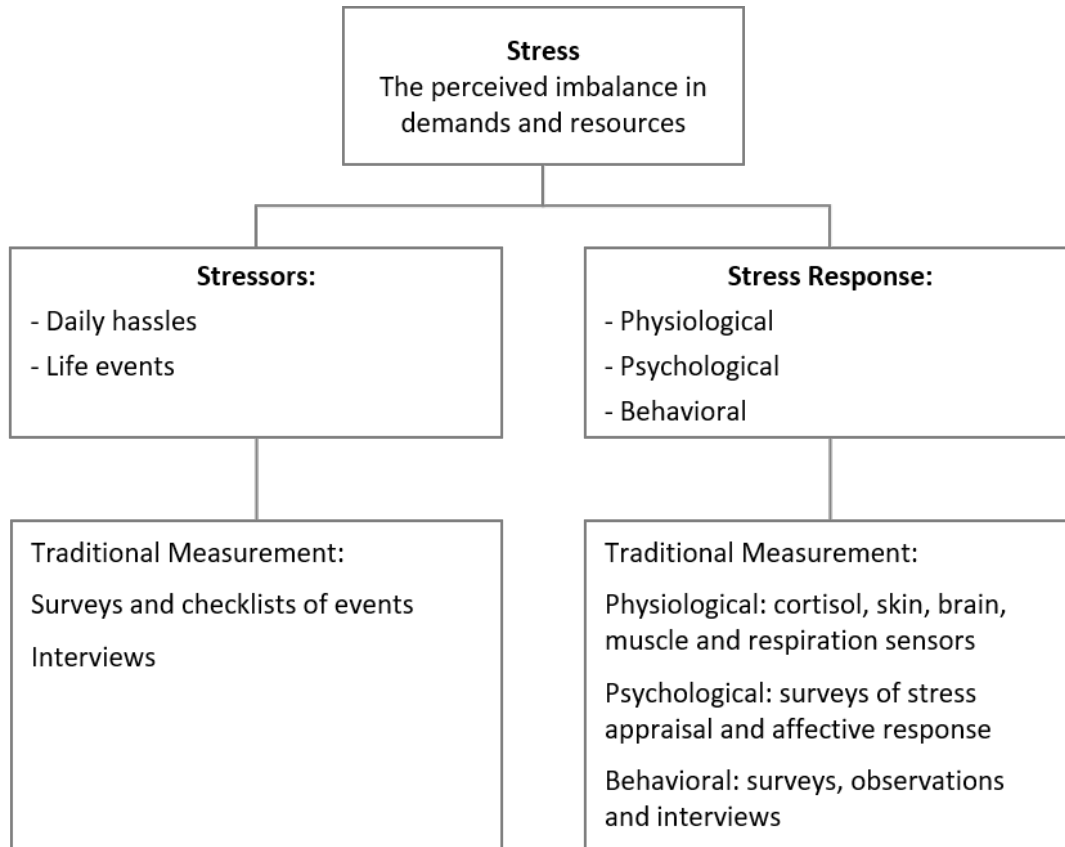 Stress
The perceived imbalance in
demands and resources
Stressors:
- Daily hassles
- Life events
Stress Response:
- Physiological
- Psychological
- Behavioral
Traditional Measurement:
Surveys and checklists of events
Interviews
Traditional Measurement:
Physiological: cortisol, skin, brain,
muscle and respiration sensors
Psychological: surveys of stress
appraisal and affective response
Behavioral: surveys, observations
and interviews